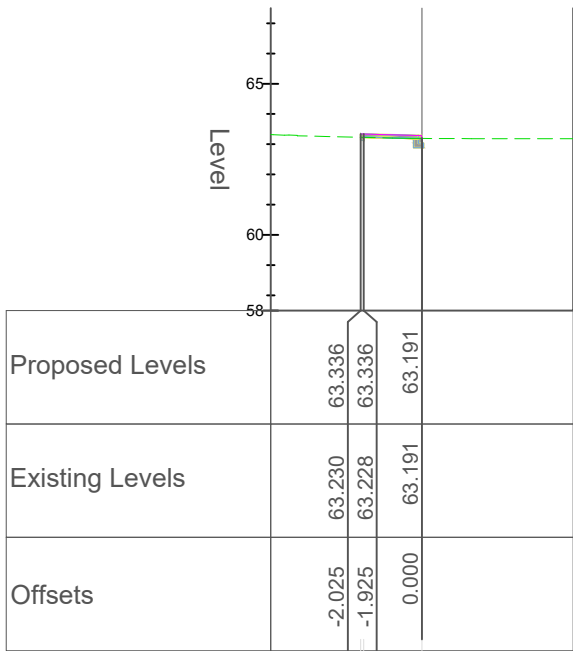 65
Level
60
58
Proposed Levels 63.336 63.336 63.191
Existing Levels 63.230 63.228 63.191
Offsets -2.025 -1.925 0.000